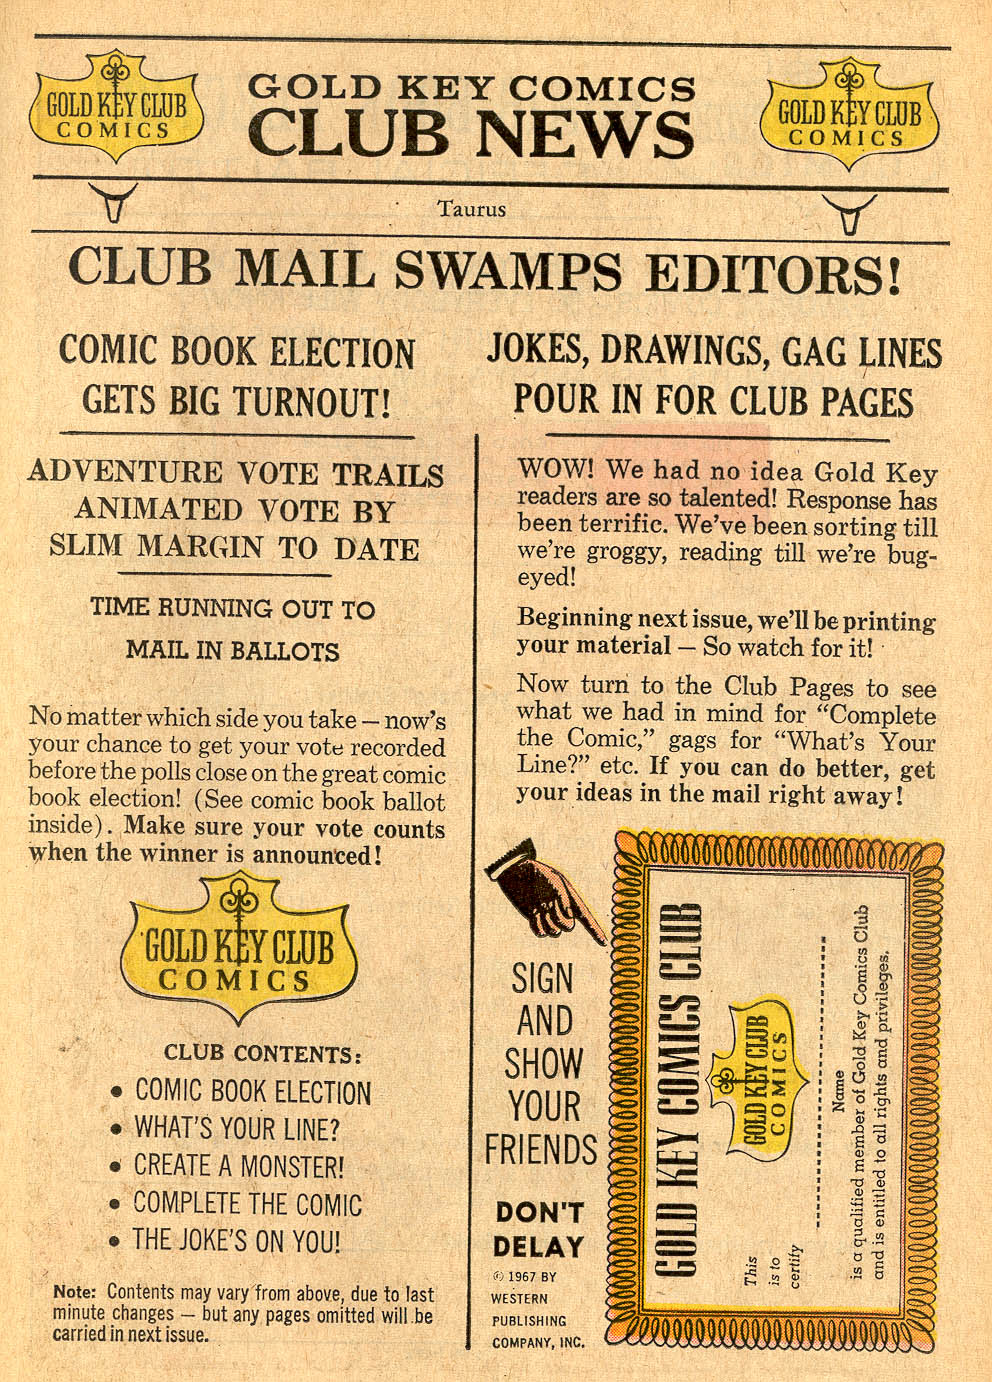 GOLD KEY CLUB
COMICS
GOLD KEY COMICS
CLUB NEWS
GOLD KEY CLUB
COMICS
Taurus
CLUB MAIL SWAMPS EDITORS!
COMIC BOOK ELECTION
GETS BIG TURNOUT!
ADVENTURE VOTE TRAILS
ANIMATED VOTE BY
SLIM MARGIN TO DATE
TIME RUNNING OUT TO
MAIL IN BALLOTS
No matter which side you take — now's
your chance to get your vote recorded
before the polls close on the great comic
book election! (See comic book ballot
inside). Make sure your vote counts
when the winner is announced!
GOLD KEY CLUB
COMICS
CLUB CONTENTS:
• COMIC BOOK ELECTION
• WHAT'S YOUR LINE?
• CREATE A MONSTER!
• COMPLETE THE COMIC
• THE JOKE'S ON YOU!
Note: Contents may vary from above, due to last
minute changes — but any pages omitted will be
carried in next issue.
JOKES, DRAWINGS, GAG LINES
POUR IN FOR CLUB PAGES
WOW! We had no idea Gold Key
readers are so talented! Response has
been terrific. We've been sorting till
we're groggy, reading till we're bug-
eyed!
Beginning next issue, we'll be printing
your material — So watch for it!
Now turn to the Club Pages to see
what we had in mind for "Complete
the Comic," gags for "What's Your
Line?" etc. If you can do better, get
your ideas in the mail right away!
SIGN
AND
SHOW
YOUR
FRIENDS
DON'T
DELAY
© 1967 BY
WESTERN
PUBLISHING
COMPANY, INC.
GOLD KEY COMICS CLUB
GOLD KEY CLUB
COMICS
This
is to
certify
Name
is a qualified member of Gold Key Comics Club
and is entitled to all rights and privileges.